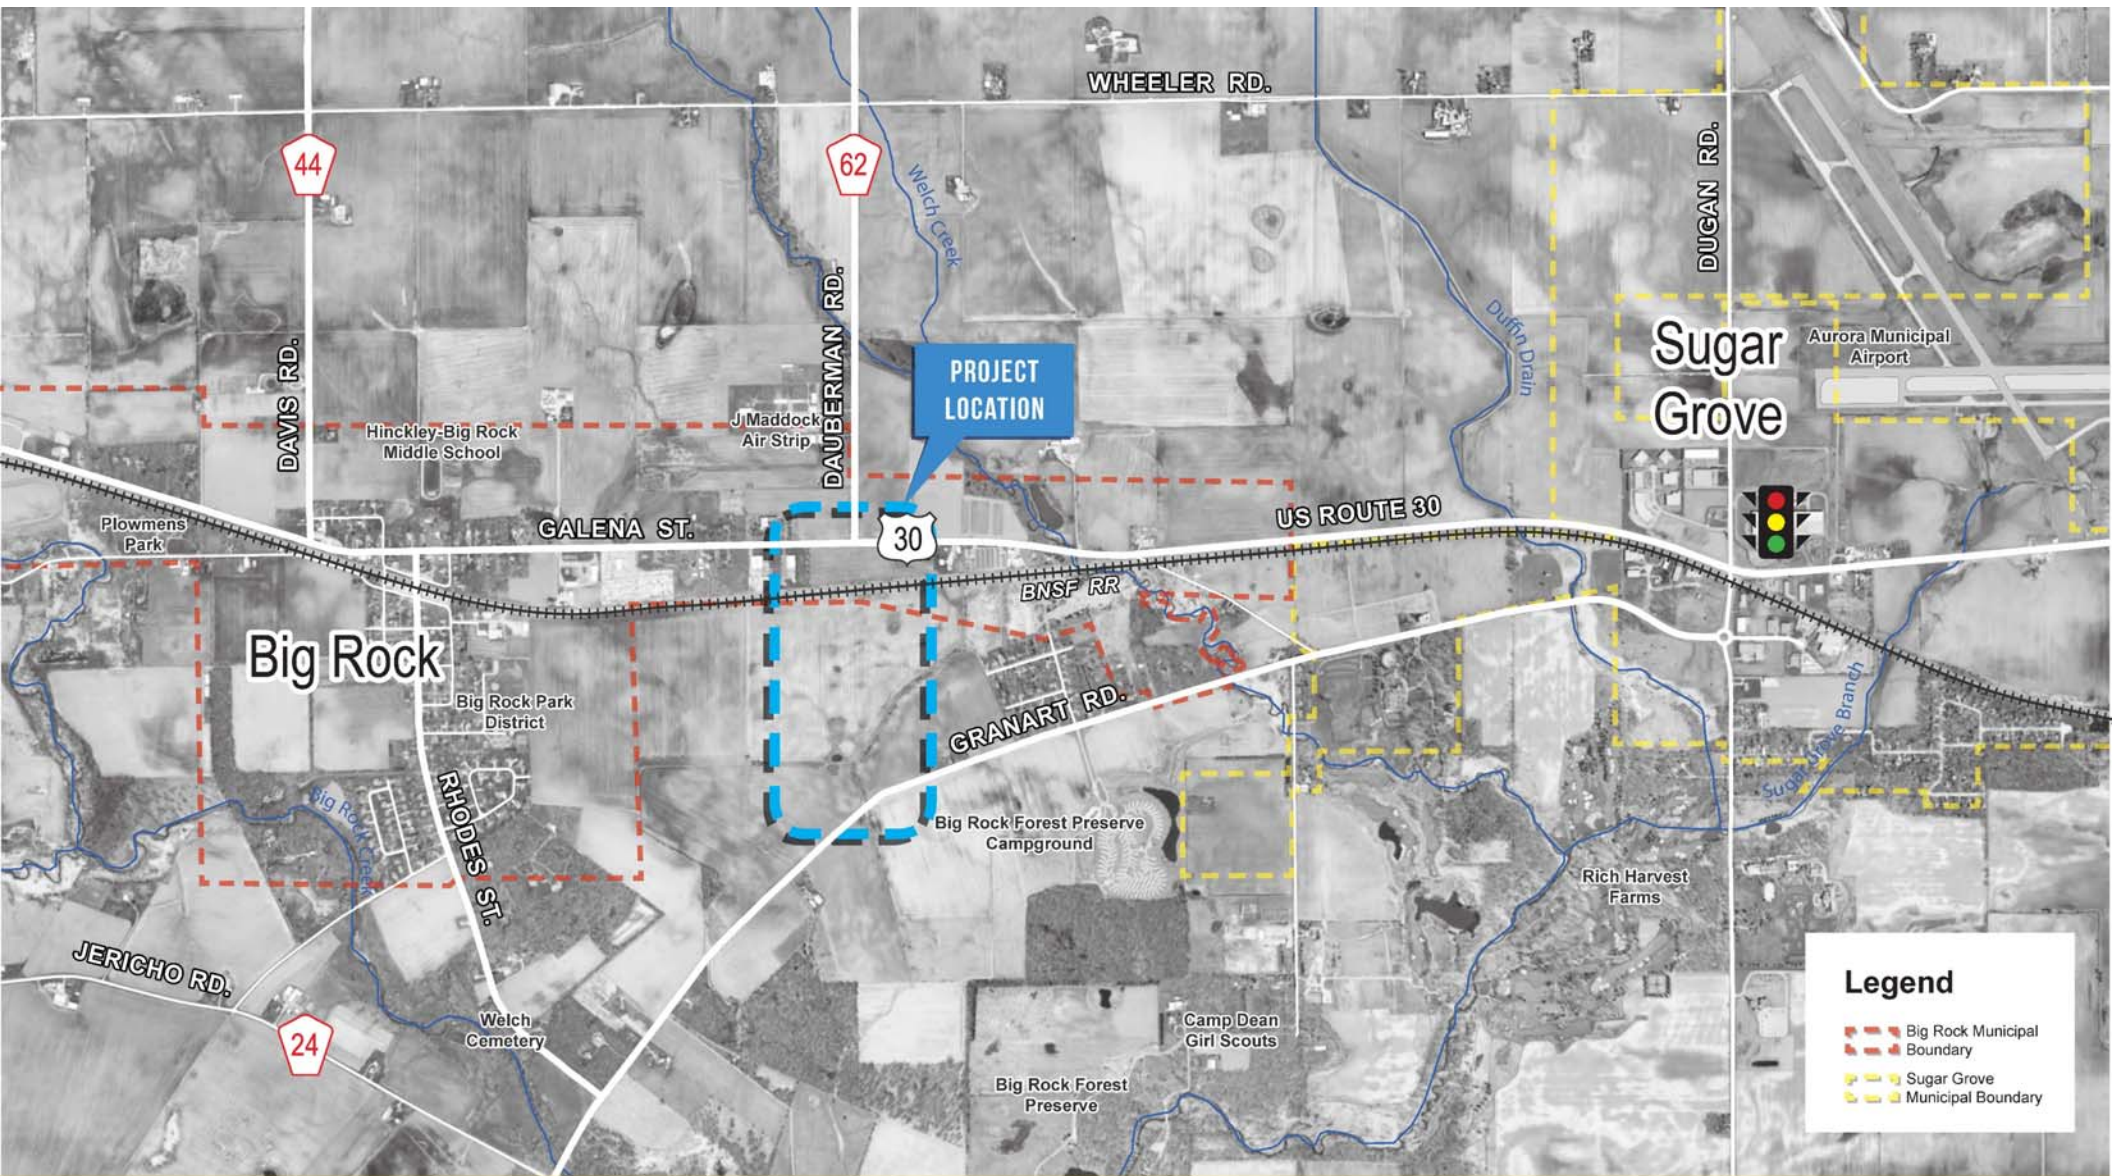 WHEELER RD.
44
62
Welch Creek
DUGAN RD.
DAVIS RD.
DAUBERMAN RD.
Duffin Drain
Sugar
Grove
Aurora Municipal
Airport
PROJECT
LOCATION
Hinckley-Big Rock
Middle School
J Maddock
Air Strip
Plowmens
Park
GALENA ST.
30
US ROUTE 30
BNSF RR
Big Rock
Big Rock Park
District
GRANART RD.
Sugar Grove Branch
Big Rock Creek
RHODES ST.
Big Rock Forest Preserve
Campground
Rich Harvest
Farms
JERICHO RD.
24
Welch
Cemetery
Camp Dean
Girl Scouts
Big Rock Forest
Preserve
Legend
Big Rock Municipal
Boundary
Sugar Grove
Municipal Boundary